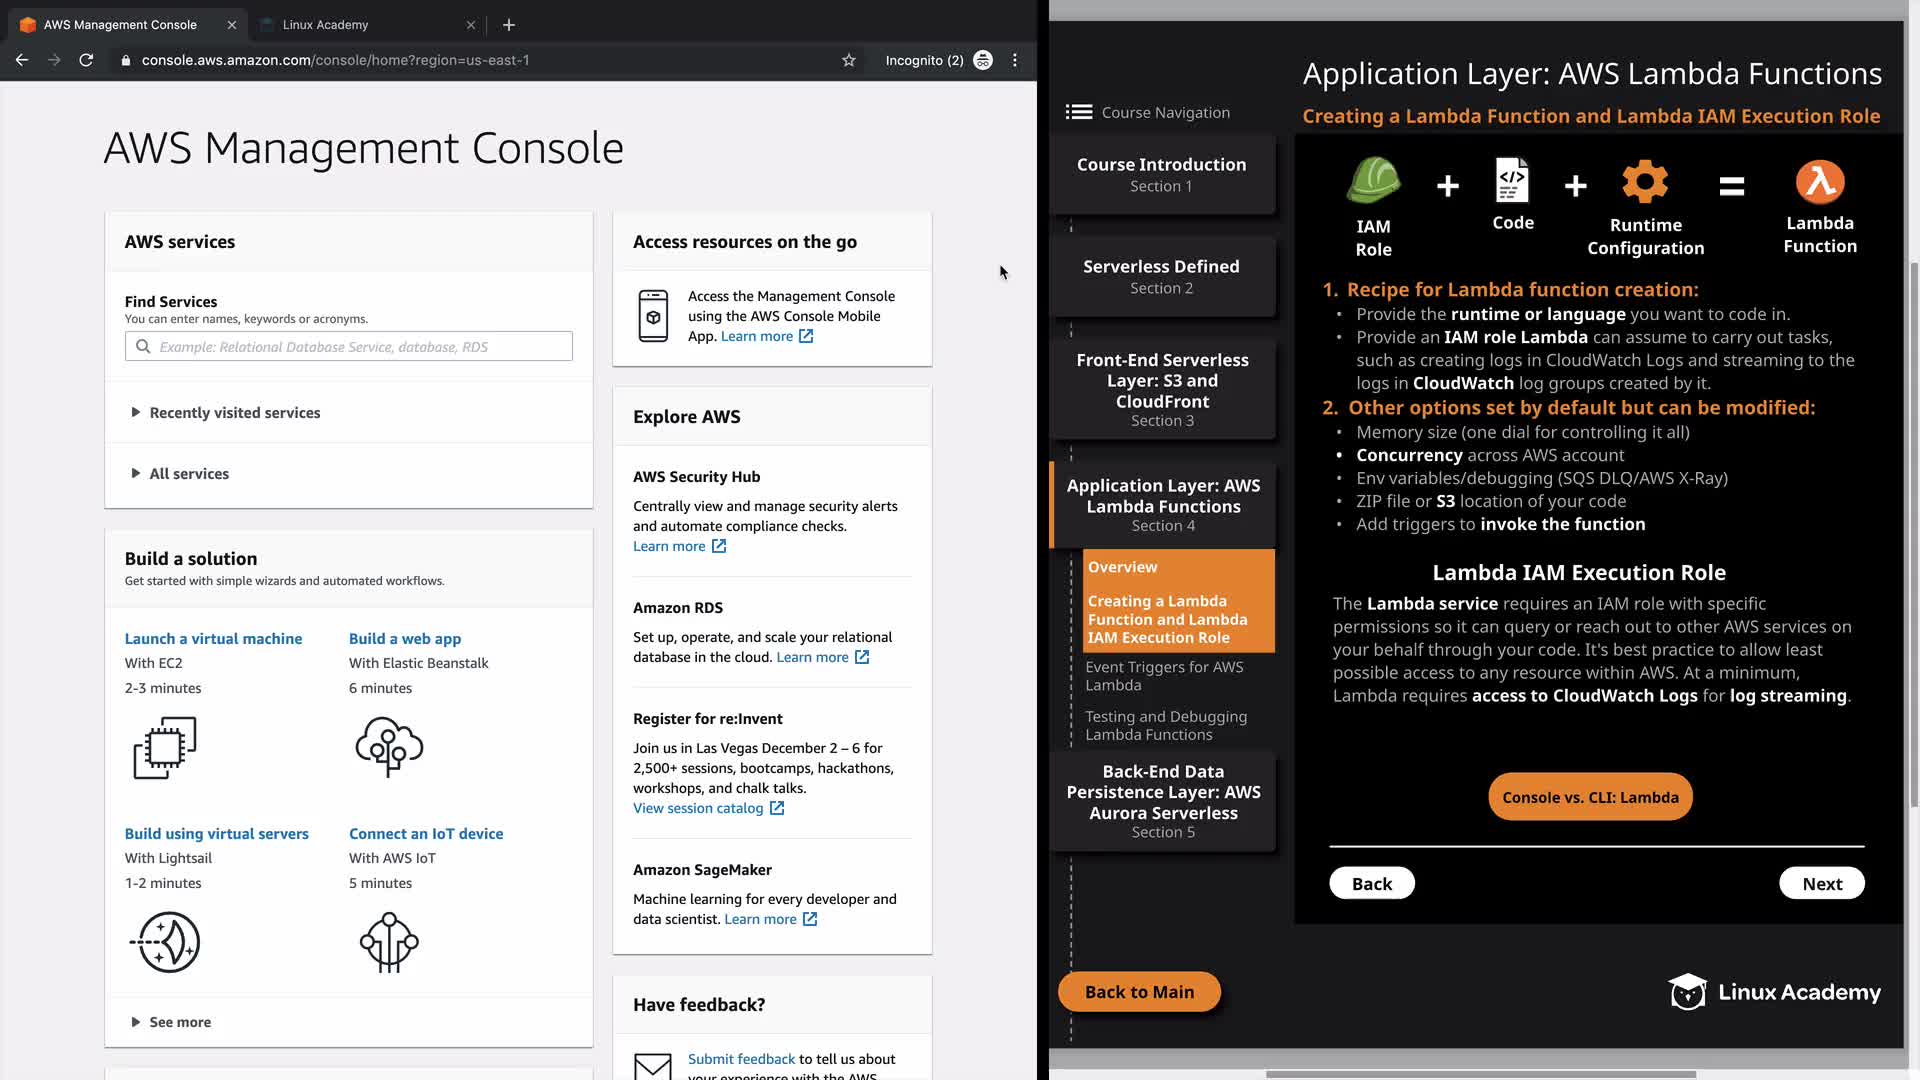 AWS Management Console
Linux Academy
console.aws.amazon.com/console/home?region=us-east-1
Incognito (2)
AWS Management Console
AWS services
Find Services
You can enter names, keywords or acronyms.
Example: Relational Database Service, database, RDS
Recently visited services
All services
Build a solution
Get started with simple wizards and automated workflows.
Launch a virtual machine
With EC2
2-3 minutes
Build a web app
With Elastic Beanstalk
6 minutes
Build using virtual servers
With Lightsail
1-2 minutes
Connect an IoT device
With AWS IoT
5 minutes
See more
Access resources on the go
Access the Management Console
using the AWS Console Mobile
App. Learn more
Explore AWS
AWS Security Hub
Centrally view and manage security alerts
and automate compliance checks.
Learn more
Amazon RDS
Set up, operate, and scale your relational
database in the cloud. Learn more
Register for re:Invent
Join us in Las Vegas December 2 – 6 for
2,500+ sessions, bootcamps, hackathons,
workshops, and chalk talks.
View session catalog
Amazon SageMaker
Machine learning for every developer and
data scientist. Learn more
Have feedback?
Submit feedback to tell us about
your experience with the AWS
Application Layer: AWS Lambda Functions
Creating a Lambda Function and Lambda IAM Execution Role
Course Navigation
Course Introduction
Section 1
Serverless Defined
Section 2
Front-End Serverless
Layer: S3 and
CloudFront
Section 3
Application Layer: AWS
Lambda Functions
Section 4
Overview
Creating a Lambda
Function and Lambda
IAM Execution Role
Event Triggers for AWS
Lambda
Testing and Debugging
Lambda Functions
Back-End Data
Persistence Layer: AWS
Aurora Serverless
Section 5
Back to Main
IAM
Role
+
</>
Code
+
Runtime
Configuration
=
λ
Lambda
Function
1. Recipe for Lambda function creation:
• Provide the runtime or language you want to code in.
• Provide an IAM role Lambda can assume to carry out tasks,
such as creating logs in CloudWatch Logs and streaming to the
logs in CloudWatch log groups created by it.
2. Other options set by default but can be modified:
• Memory size (one dial for controlling it all)
• Concurrency across AWS account
• Env variables/debugging (SQS DLQ/AWS X-Ray)
• ZIP file or S3 location of your code
• Add triggers to invoke the function
Lambda IAM Execution Role
The Lambda service requires an IAM role with specific
permissions so it can query or reach out to other AWS services on
your behalf through your code. It's best practice to allow least
possible access to any resource within AWS. At a minimum,
Lambda requires access to CloudWatch Logs for log streaming.
Console vs. CLI: Lambda
Back
Next
Linux Academy